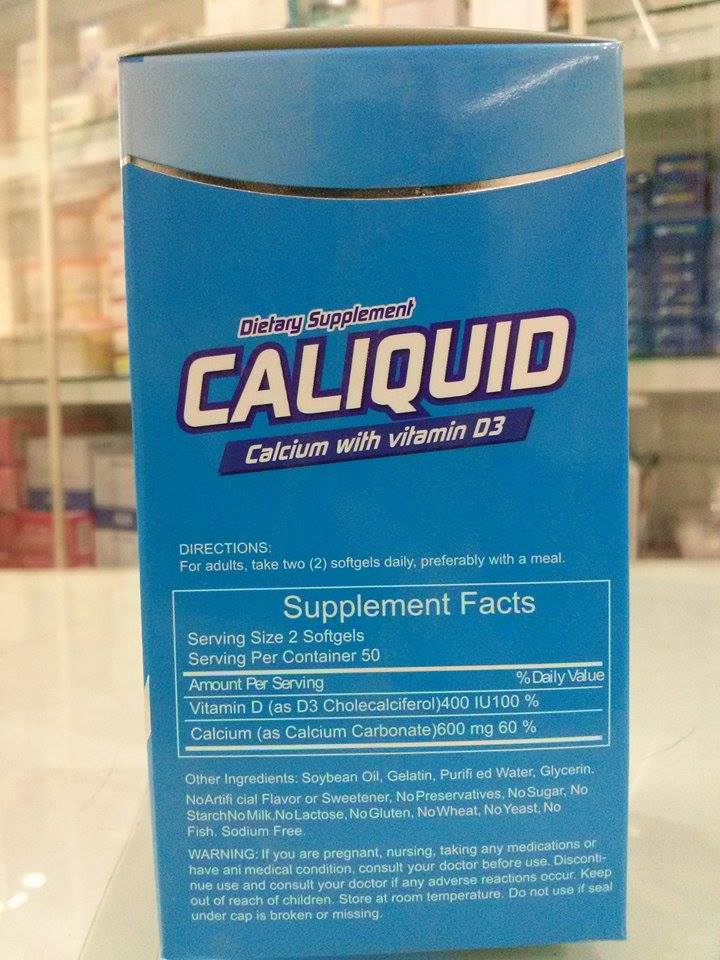 Dietary Supplement
CALIQUID
Calcium with vitamin D3
DIRECTIONS:
For adults, take two (2) softgels daily, preferably with a meal.
Supplement Facts
Serving Size 2 Softgels
Serving Per Container 50
Amount Per Serving % Daily Value
Vitamin D (as D3 Cholecalciferol)400 IU100 %
Calcium (as Calcium Carbonate)600 mg 60 %
Other Ingredients: Soybean Oil, Gelatin, Purifi ed Water, Glycerin.
NoArtifi cial Flavor or Sweetener, No Preservatives, No Sugar, No
StarchNo Milk,No Lactose, No Gluten, No Wheat, No Yeast, No
Fish. Sodium Free.
WARNING: If you are pregnant, nursing, taking any medications or
have ani medical condition, consult your doctor before use. Disconti-
nue use and consult your doctor if any adverse reactions occur. Keep
out of reach of children. Store at room temperature. Do not use if seal
under cap is broken or missing.